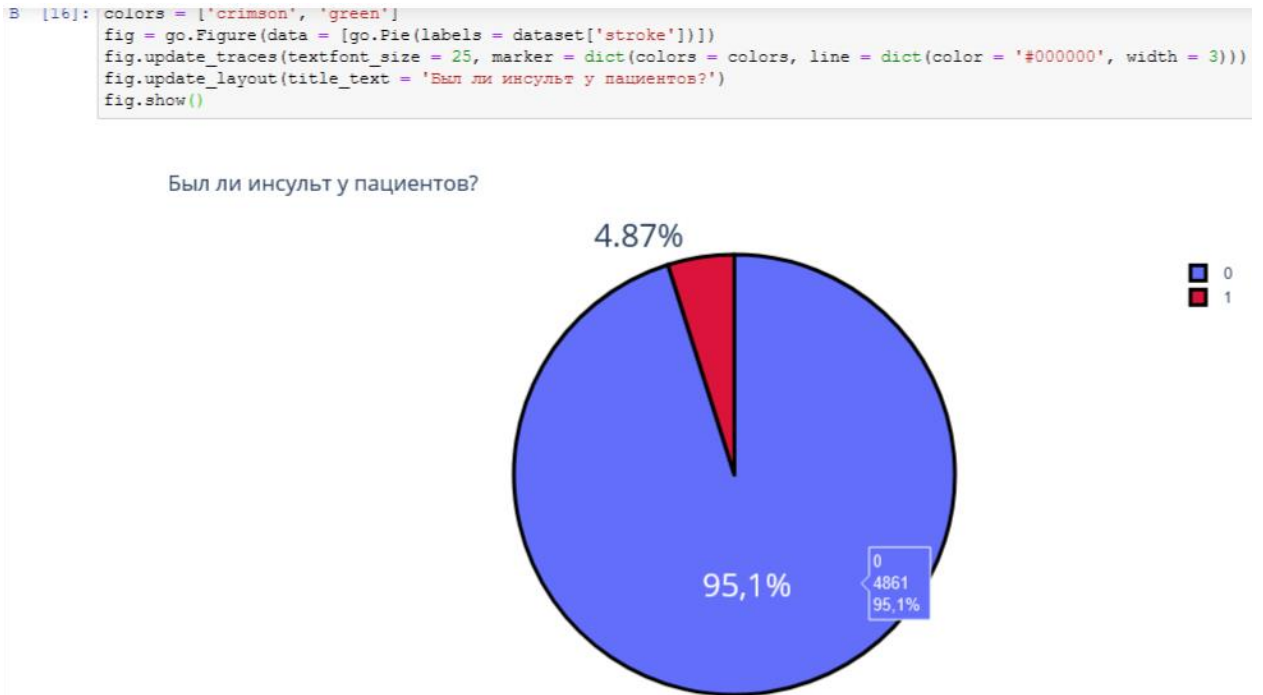 В [16]: colors = ['crimson', 'green']
fig = go.Figure(data = [go.Pie(labels = dataset['stroke'])])
fig.update_traces(textfont_size = 25, marker = dict(colors = colors, line = dict(color = '#000000', width = 3)))
fig.update_layout(title_text = 'Был ли инсульт у пациентов?')
fig.show()
Был ли инсульт у пациентов?
4.87%
0
1
95,1%
0
4861
95,1%